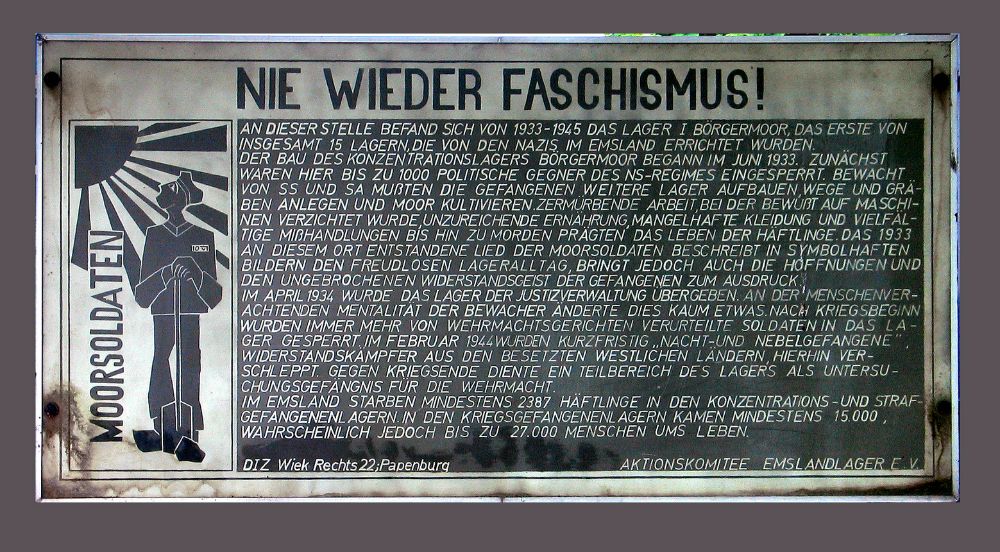 NIE WIEDER FASCHISMUS!
MOORSOLDATEN
AN DIESER STELLE BEFAND SICH VON 1933-1945 DAS LAGER I BÖRGERMOOR, DAS ERSTE VON
INSGESAMT 15 LAGERN, DIE VON DEN NAZIS IM EMSLAND ERRICHTET WURDEN.
DER BAU DES KONZENTRATIONSLAGERS BÖRGERMOOR BEGANN IM JUNI 1933. ZUNÄCHST
WAREN HIER BIS ZU 1000 POLITISCHE GEGNER DES NS-REGIMES EINGESPERRT. BEWACHT
VON SS UND SA MUßTEN DIE GEFANGENEN WEITERE LAGER AUFBAUEN, WEGE UND GRÄ-
BEN ANLEGEN UND MOOR KULTIVIEREN. ZERMÜRBENDE ARBEIT, BEI DER BEWUßT AUF MASCHI-
NEN VERZICHTET WURDE, UNZUREICHENDE ERNÄHRUNG, MANGELHAFTE KLEIDUNG UND VIELFÄL-
TIGE MIßHANDLUNGEN BIS HIN ZU MORDEN PRÄGTEN DAS LEBEN DER HÄFTLINGE. DAS 1933
AN DIESEM ORT ENTSTANDENE LIED DER MOORSOLDATEN BESCHREIBT IN SYMBOLHAFTEN
BILDERN DEN FREUDLOSEN LAGERALLTAG, BRINGT JEDOCH AUCH DIE HOFFNUNGEN UND
DEN UNGEBROCHENEN WIDERSTANDSGEIST DER GEFANGENEN ZUM AUSDRUCK.
IM APRIL 1934 WURDE DAS LAGER DER JUSTIZVERWALTUNG ÜBERGEBEN. AN DER MENSCHENVER-
ACHTENDEN MENTALITÄT DER BEWACHER ÄNDERTE DIES KAUM ETWAS. NACH KRIEGSBEGINN
WURDEN IMMER MEHR VON WEHRMACHTSGERICHTEN VERURTEILTE SOLDATEN IN DAS LA-
GER GESPERRT. IM FEBRUAR 1944 WURDEN KURZFRISTIG „NACHT-UND NEBELGEFANGENE",
WIDERSTANDSKÄMPFER AUS DEN BESETZTEN WESTLICHEN LÄNDERN, HIERHIN VER-
SCHLEPPT. GEGEN KRIEGSENDE DIENTE EIN TEILBEREICH DES LAGERS ALS UNTERSU-
CHUNGSGEFÄNGNIS FÜR DIE WEHRMACHT.
IM EMSLAND STARBEN MINDESTENS 2387 HÄFTLINGE IN DEN KONZENTRATIONS-UND STRAF-
GEFANGENENLAGERN. IN DEN KRIEGSGEFANGENENLAGERN KAMEN MINDESTENS 15.000,
WAHRSCHEINLICH JEDOCH BIS ZU 27.000 MENSCHEN UMS LEBEN.
DIZ Wiek Rechts 22; Papenburg
AKTIONSKOMITEE EMSLANDLAGER E.V.